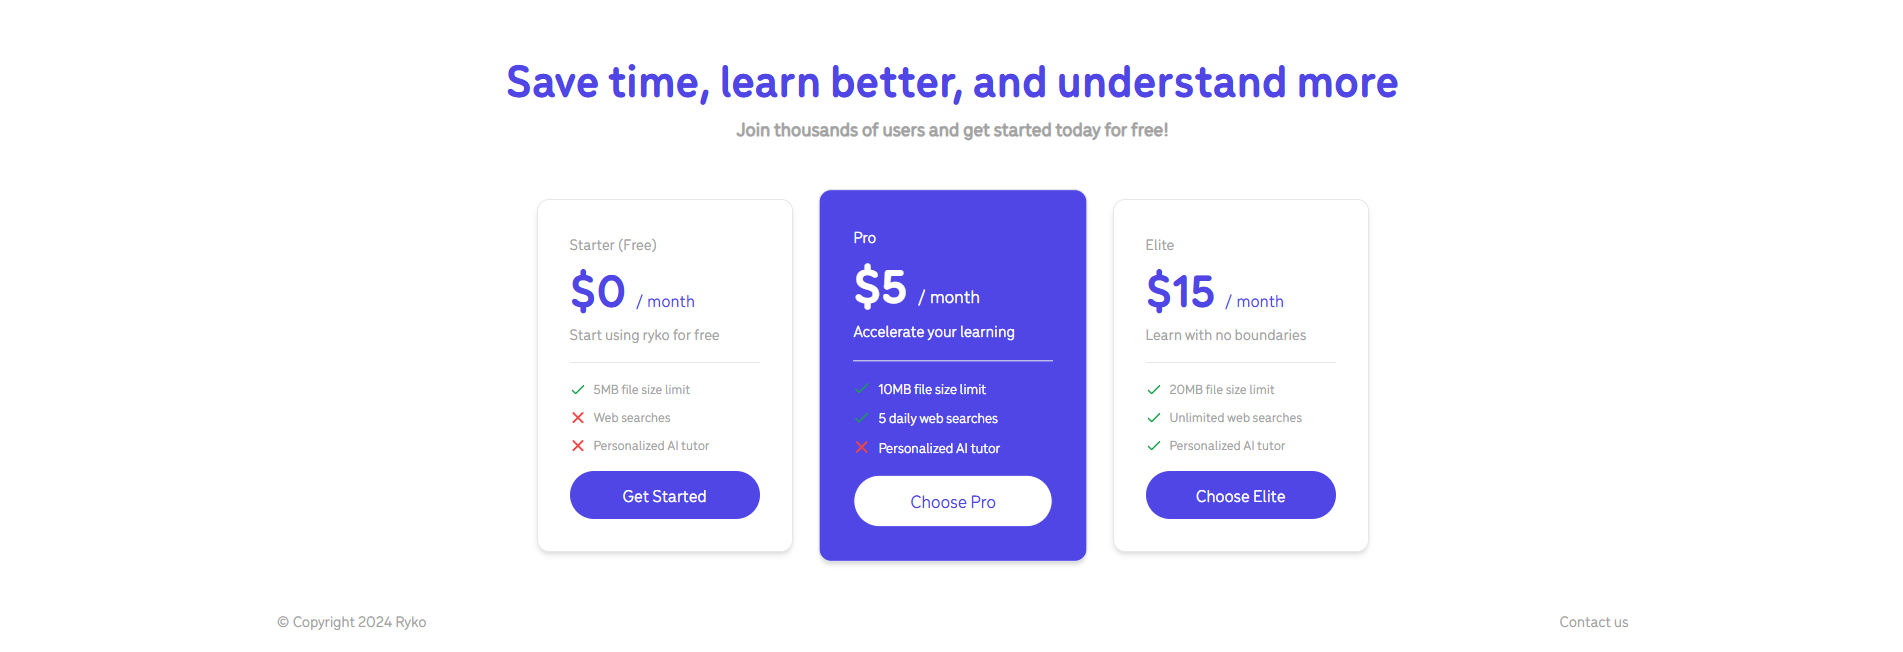 Save time, learn better, and understand more
Join thousands of users and get started today for free!
Starter (Free)
$0 / month
Start using ryko for free
5MB file size limit
Web searches
Personalized AI tutor
Get Started
Pro
$5 / month
Accelerate your learning
10MB file size limit
5 daily web searches
Personalized AI tutor
Choose Pro
Elite
$15 / month
Learn with no boundaries
20MB file size limit
Unlimited web searches
Personalized AI tutor
Choose Elite
© Copyright 2024 Ryko
Contact us